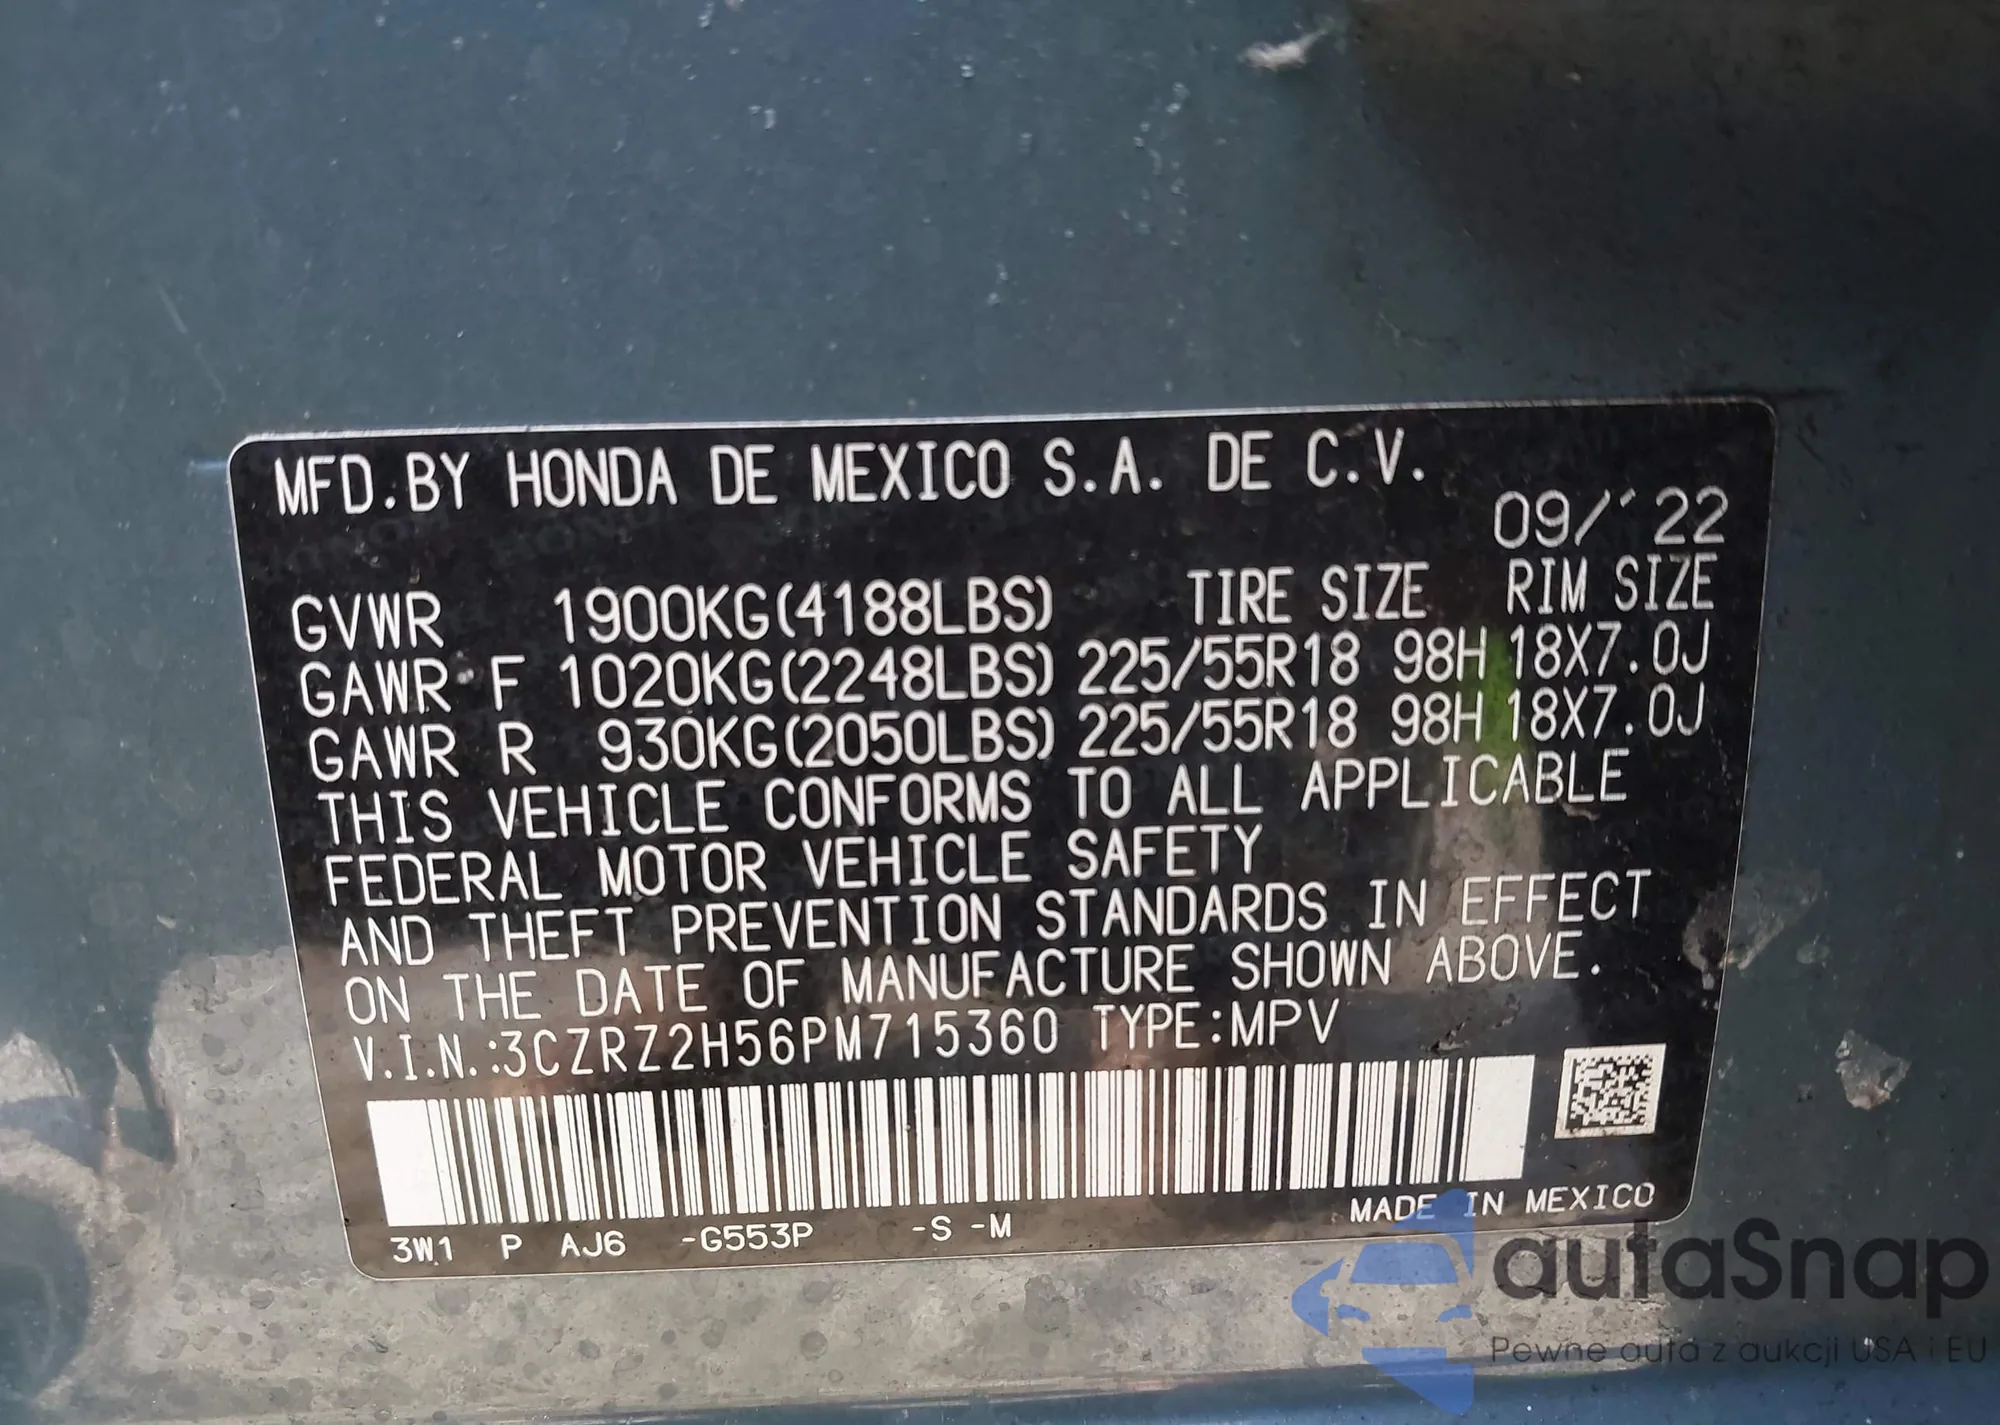 MFD.BY HONDA DE MEXICO S.A. DE C.V.
09/'22
GVWR 1900KG(4188LBS) TIRE SIZE RIM SIZE
GAWR F 1020KG(2248LBS) 225/55R18 98H 18X7.0J
GAWR R 930KG(2050LBS) 225/55R18 98H 18X7.0J
THIS VEHICLE CONFORMS TO ALL APPLICABLE
FEDERAL MOTOR VEHICLE SAFETY
AND THEFT PREVENTION STANDARDS IN EFFECT
ON THE DATE OF MANUFACTURE SHOWN ABOVE.
V.I.N.:3CZRZ2H56PM715360 TYPE:MPV
MADE IN MEXICO
3W1 P AJ6 -G553P -S -M
autaSnap
Pewne auta z aukcji USA i EU